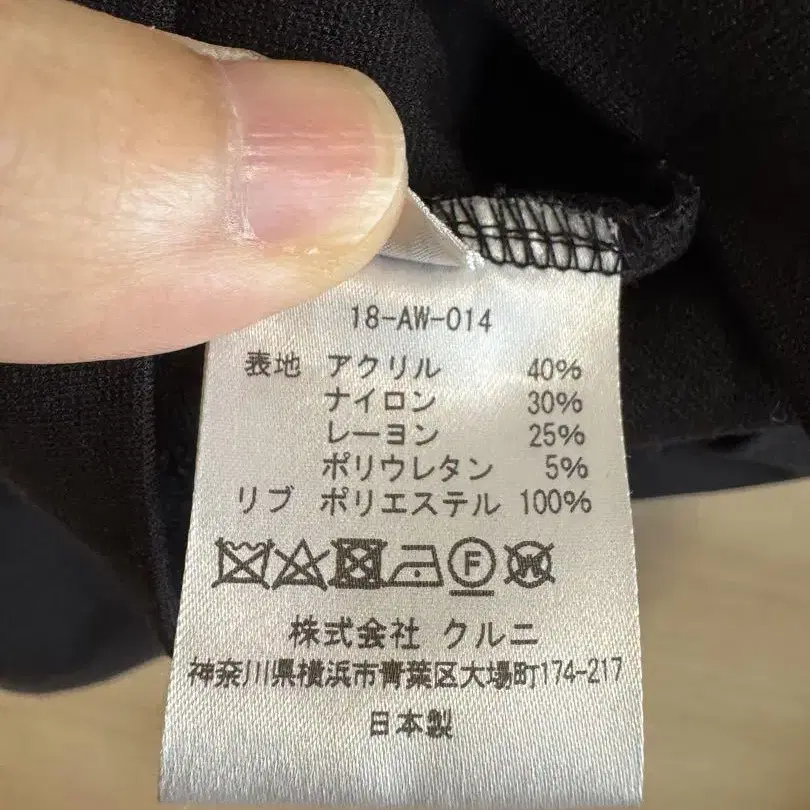 18-AW-014
表地 アクリル 40%
ナイロン 30%
レーヨン 25%
ポリウレタン 5%
リブ ポリエステル 100%
F W
株式会社 クルニ
神奈川県横浜市青葉区大場町174-217
日本製